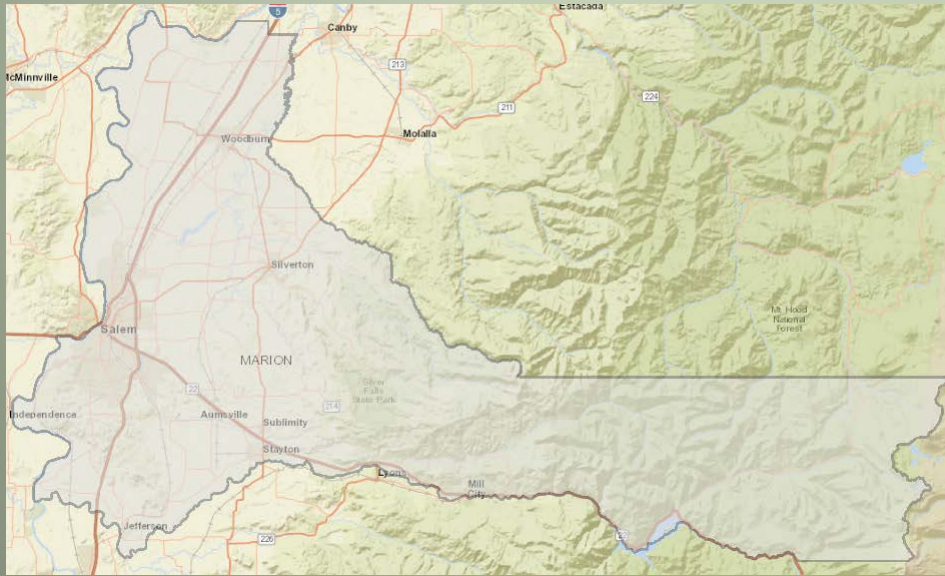 Estacada
5
Canby
213
McMinnville
224
211
Molalla
Woodburn
Silverton
Mt. Hood
National
Forest
Salem
MARION
22
Silver
Falls
State Park
214
Independence
Aumsville
Sublimity
Stayton
Lyons
Mill
City
Jefferson
226
22